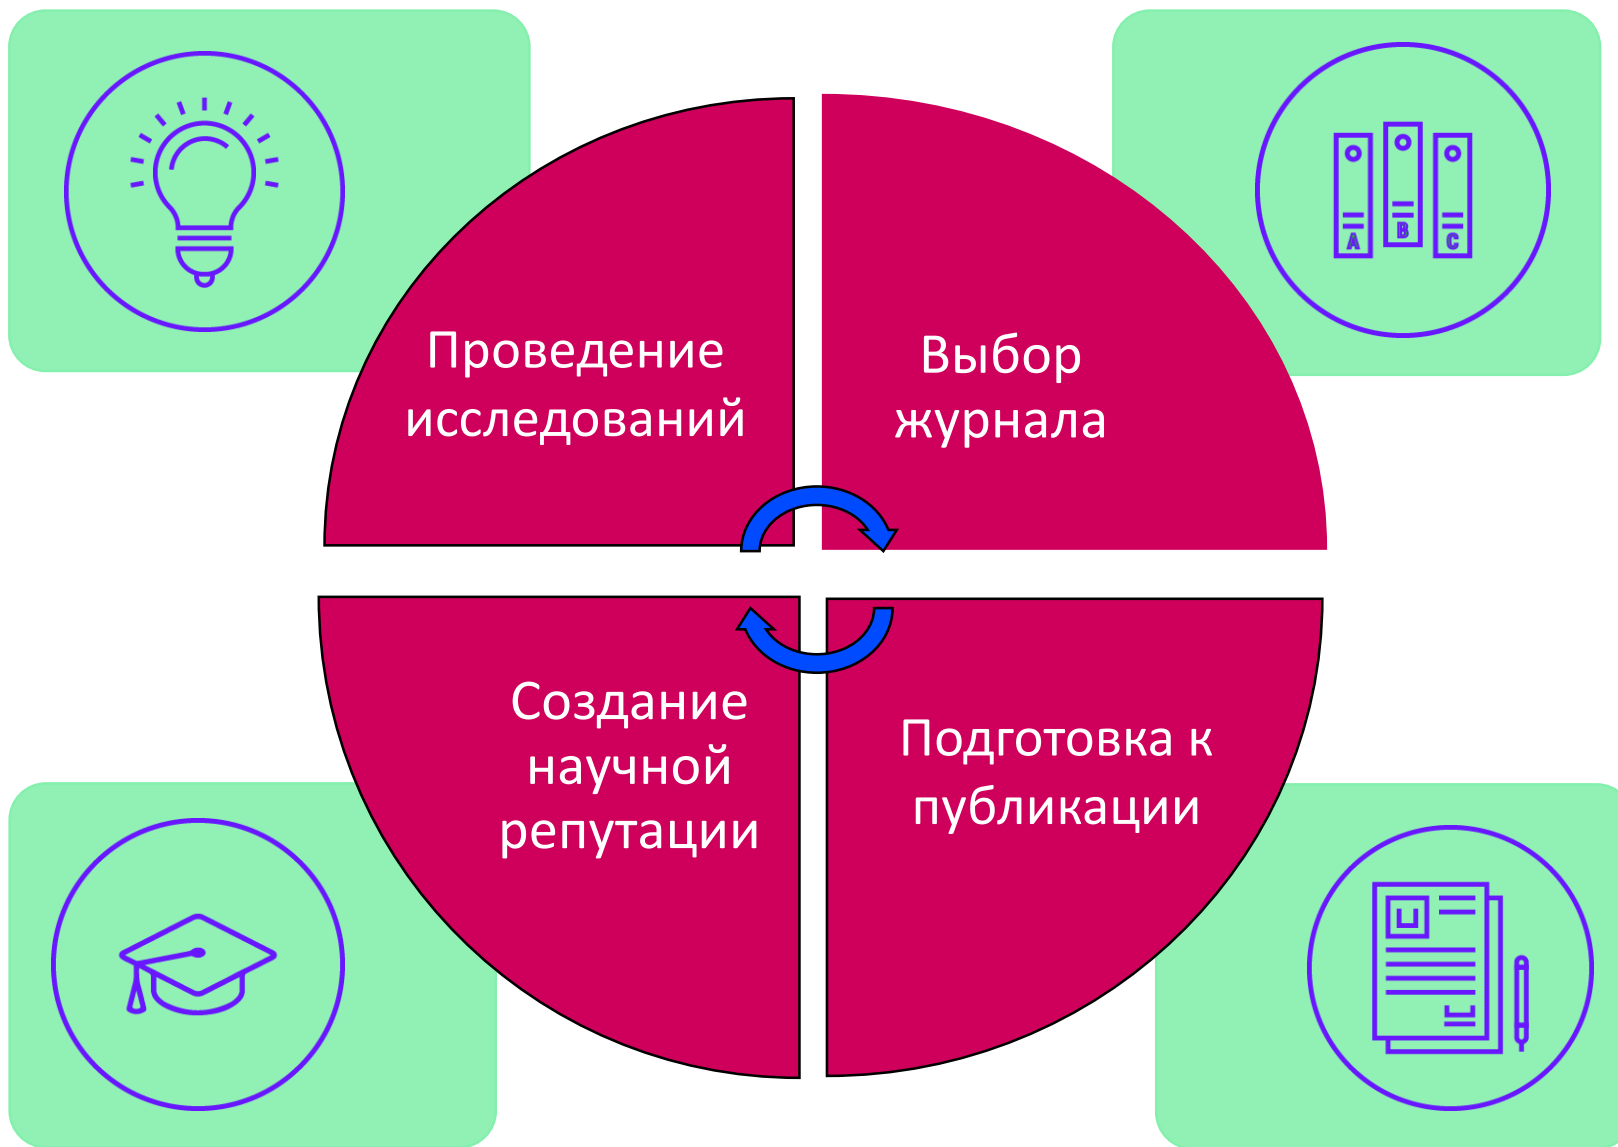 Проведение
исследований
Выбор
журнала
A
B
C
Создание
научной
репутации
Подготовка к
публикации